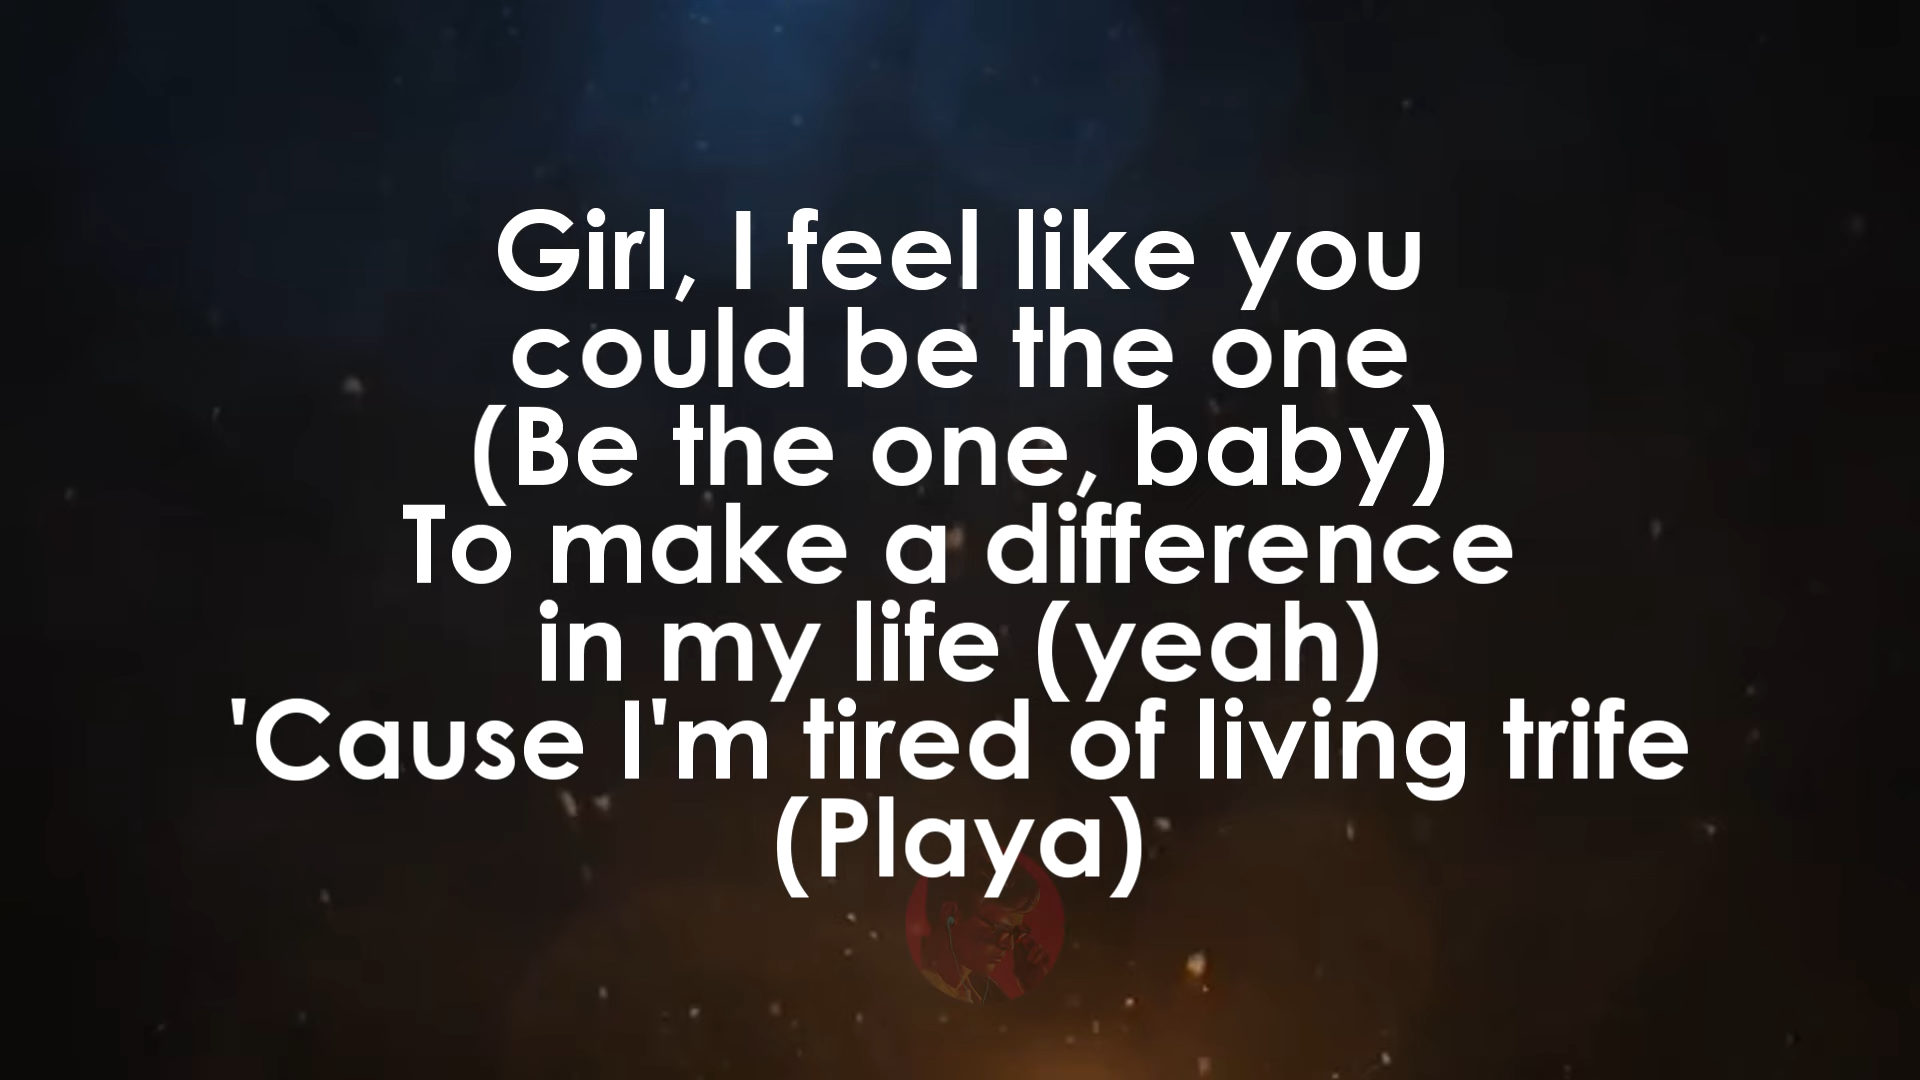 Girl, I feel like you
could be the one
(Be the one, baby)
To make a difference
in my life (yeah)
'Cause I'm tired of living trife
(Playa)